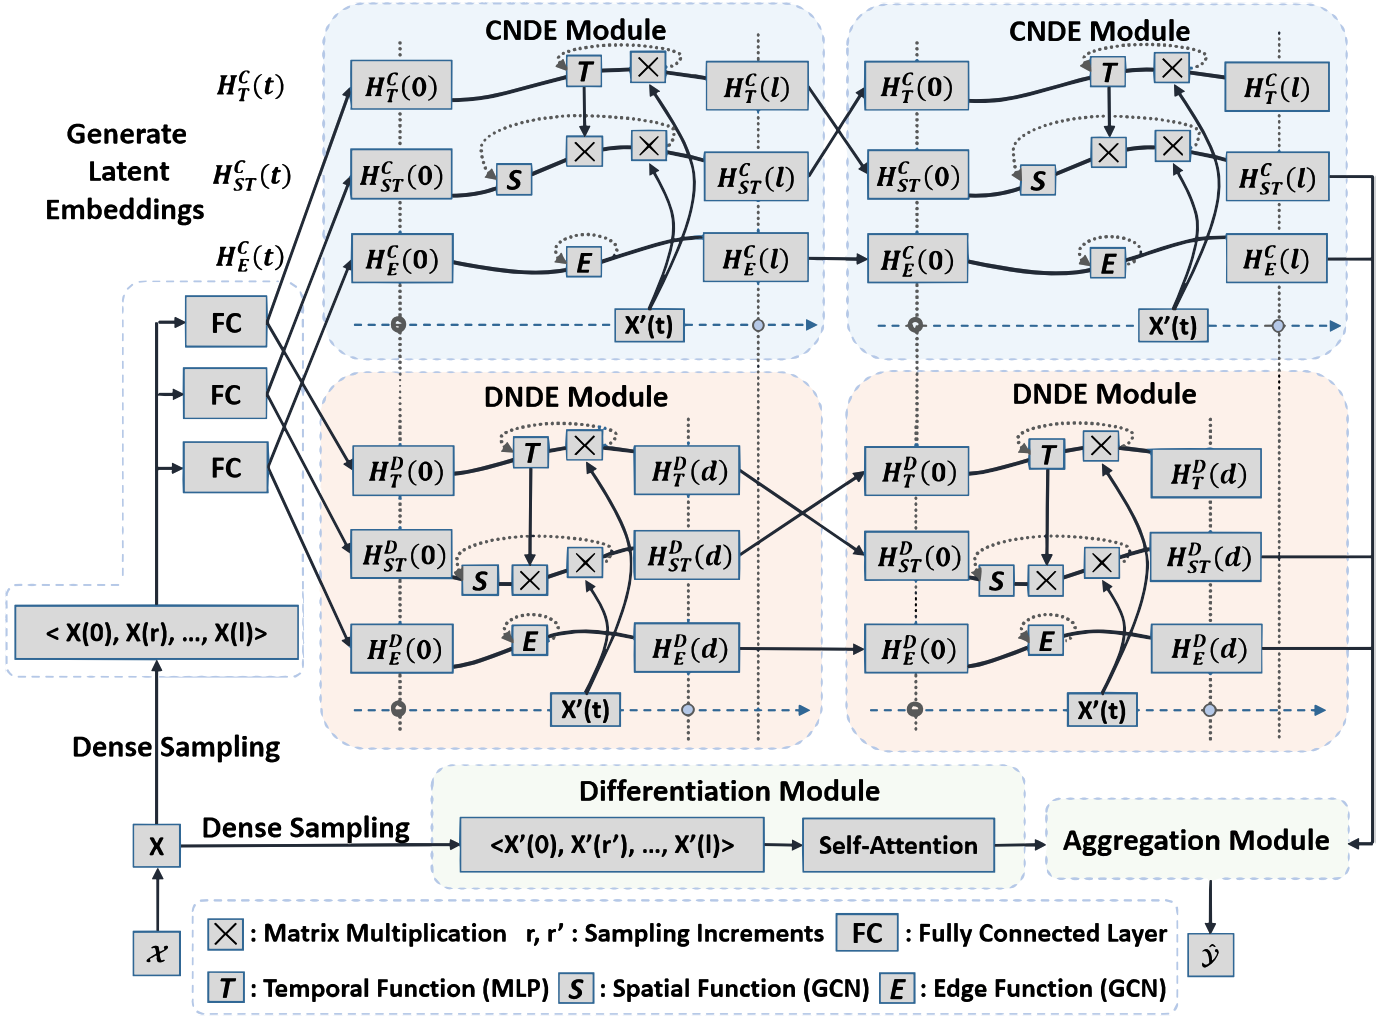 CNDE Module
CNDE Module
H_T^C(t)
H_T^C(0)
T
×
H_T^C(l)
H_T^C(0)
T
×
H_T^C(l)
Generate
Latent
Embeddings
H_ST^C(t)
H_ST^C(0)
S
×
×
H_ST^C(l)
H_ST^C(0)
S
×
×
H_ST^C(l)
H_E^C(t)
H_E^C(0)
E
H_E^C(l)
H_E^C(0)
E
H_E^C(l)
X'(t)
X'(t)
FC
FC
FC
DNDE Module
DNDE Module
H_T^D(0)
T
×
H_T^D(d)
H_T^D(0)
T
×
H_T^D(d)
H_ST^D(0)
S
×
×
H_ST^D(d)
H_ST^D(0)
S
×
×
H_ST^D(d)
H_E^D(0)
E
H_E^D(d)
H_E^D(0)
E
H_E^D(d)
X'(t)
X'(t)
< X(0), X(r), ..., X(l)>
Dense Sampling
Differentiation Module
X
Dense Sampling
<X'(0), X'(r'), ..., X'(l)>
Self-Attention
Aggregation Module
𝒳
ŷ
× : Matrix Multiplication r, r' : Sampling Increments FC : Fully Connected Layer
T : Temporal Function (MLP) S : Spatial Function (GCN) E : Edge Function (GCN)